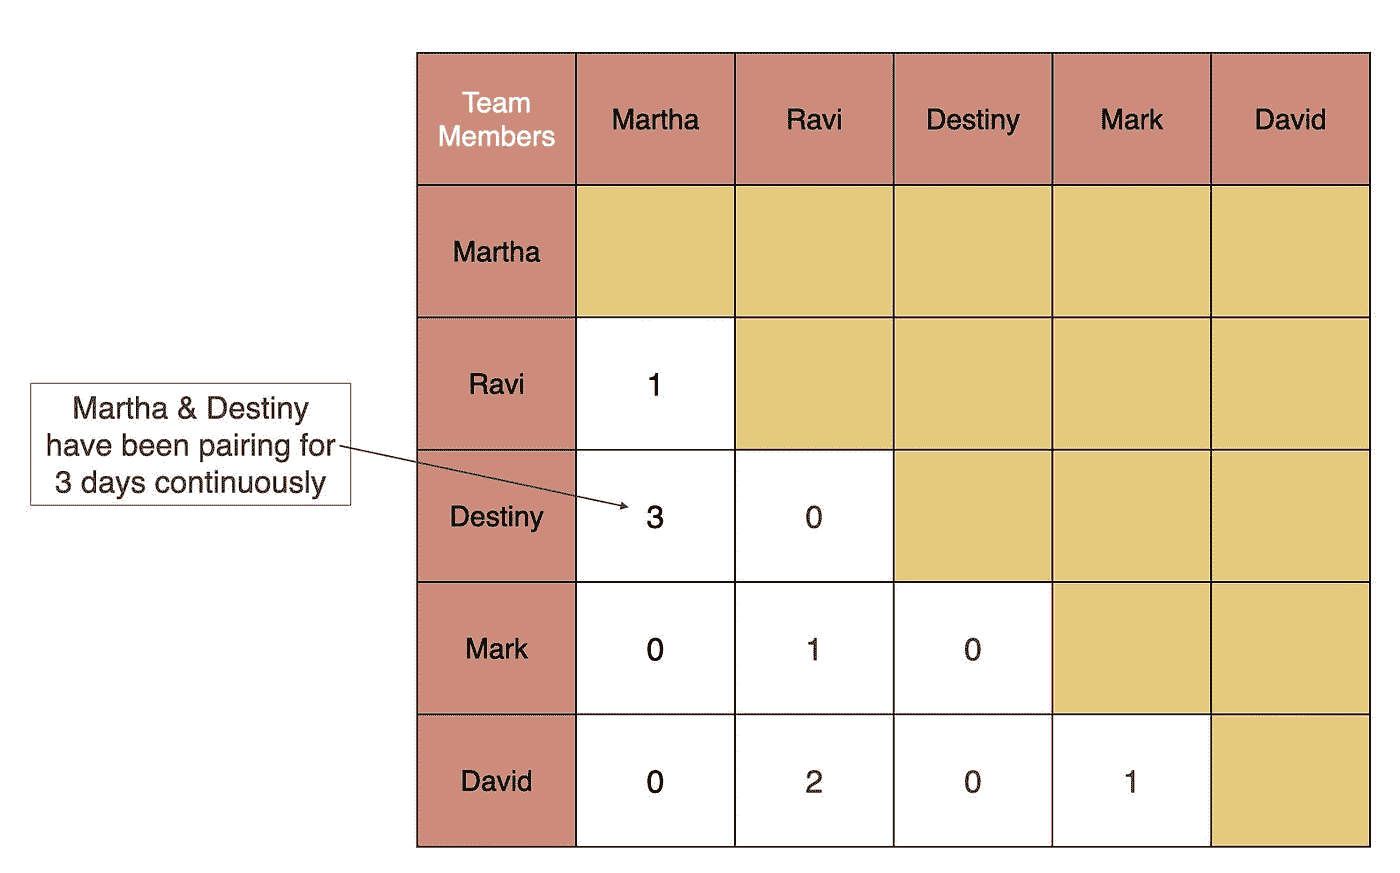 Team
Members
Martha
Ravi
Destiny
Mark
David
Martha
Ravi
1
Martha & Destiny
have been pairing for
3 days continuously
Destiny
3
0
Mark
0
1
0
David
0
2
0
1